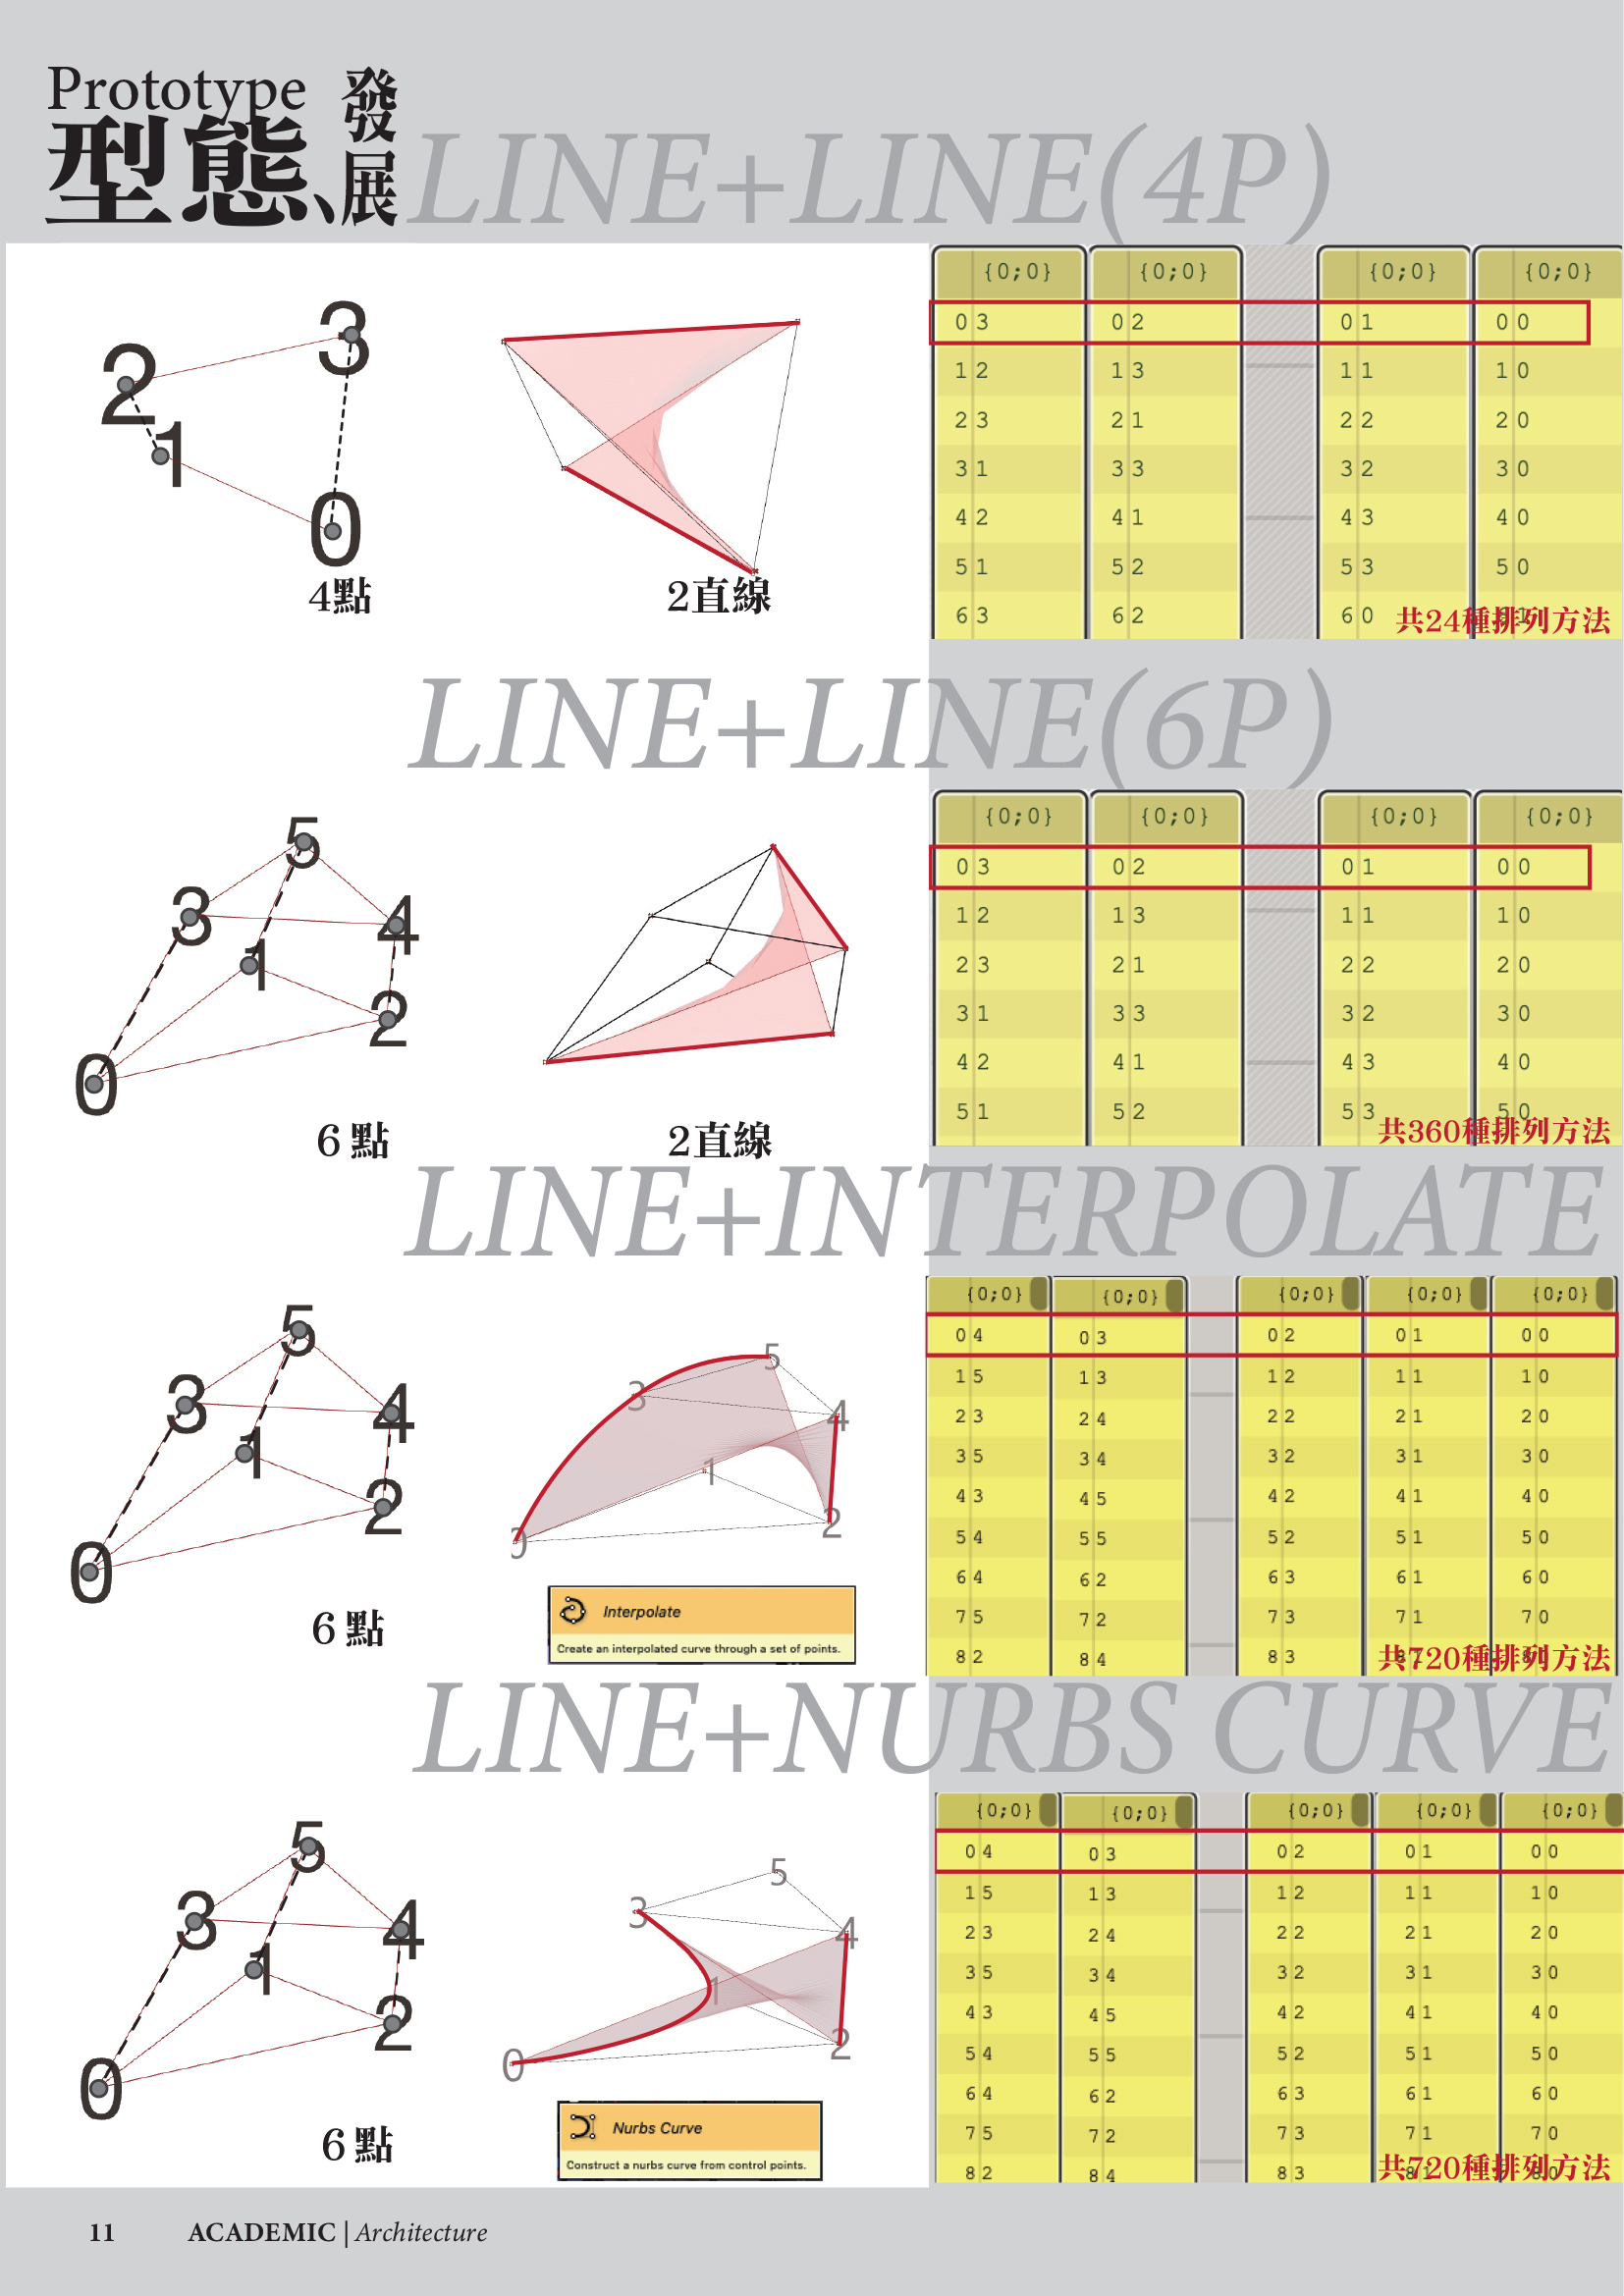 Prototype
型態、發展
LINE+LINE(4P)
3
2
1
0
4點
2直線
{0;0} {0;0} {0;0} {0;0}
0 3 0 2 0 1 0 0
1 2 1 3 1 1 1 0
2 3 2 1 2 2 2 0
3 1 3 3 3 2 3 0
4 2 4 1 4 3 4 0
5 1 5 2 5 3 5 0
6 3 6 2 6 0 6 1
共24種排列方法
LINE+LINE(6P)
5
3
4
1
2
0
6 點
2直線
{0;0} {0;0} {0;0} {0;0}
0 3 0 2 0 1 0 0
1 2 1 3 1 1 1 0
2 3 2 1 2 2 2 0
3 1 3 3 3 2 3 0
4 2 4 1 4 3 4 0
5 1 5 2 5 3 5 0
共360種排列方法
LINE+INTERPOLATE
5
3
4
1
2
0
6 點
5
3
4
1
2
0
Interpolate
Create an interpolated curve through a set of points.
{0;0} {0;0} {0;0} {0;0} {0;0}
0 4 0 3 0 2 0 1 0 0
1 5 1 3 1 2 1 1 1 0
2 3 2 4 2 2 2 1 2 0
3 5 3 4 3 2 3 1 3 0
4 3 4 5 4 2 4 1 4 0
5 4 5 5 5 2 5 1 5 0
6 4 6 2 6 3 6 1 6 0
7 5 7 2 7 3 7 1 7 0
8 2 8 4 8 3 8 1 8 0
共720種排列方法
LINE+NURBS CURVE
5
3
4
1
2
0
6 點
5
3
4
1
2
0
Nurbs Curve
Construct a nurbs curve from control points.
{0;0} {0;0} {0;0} {0;0} {0;0}
0 4 0 3 0 2 0 1 0 0
1 5 1 3 1 2 1 1 1 0
2 3 2 4 2 2 2 1 2 0
3 5 3 4 3 2 3 1 3 0
4 3 4 5 4 2 4 1 4 0
5 4 5 5 5 2 5 1 5 0
6 4 6 2 6 3 6 1 6 0
7 5 7 2 7 3 7 1 7 0
8 2 8 4 8 3 8 1 8 0
共720種排列方法
11 ACADEMIC | Architecture